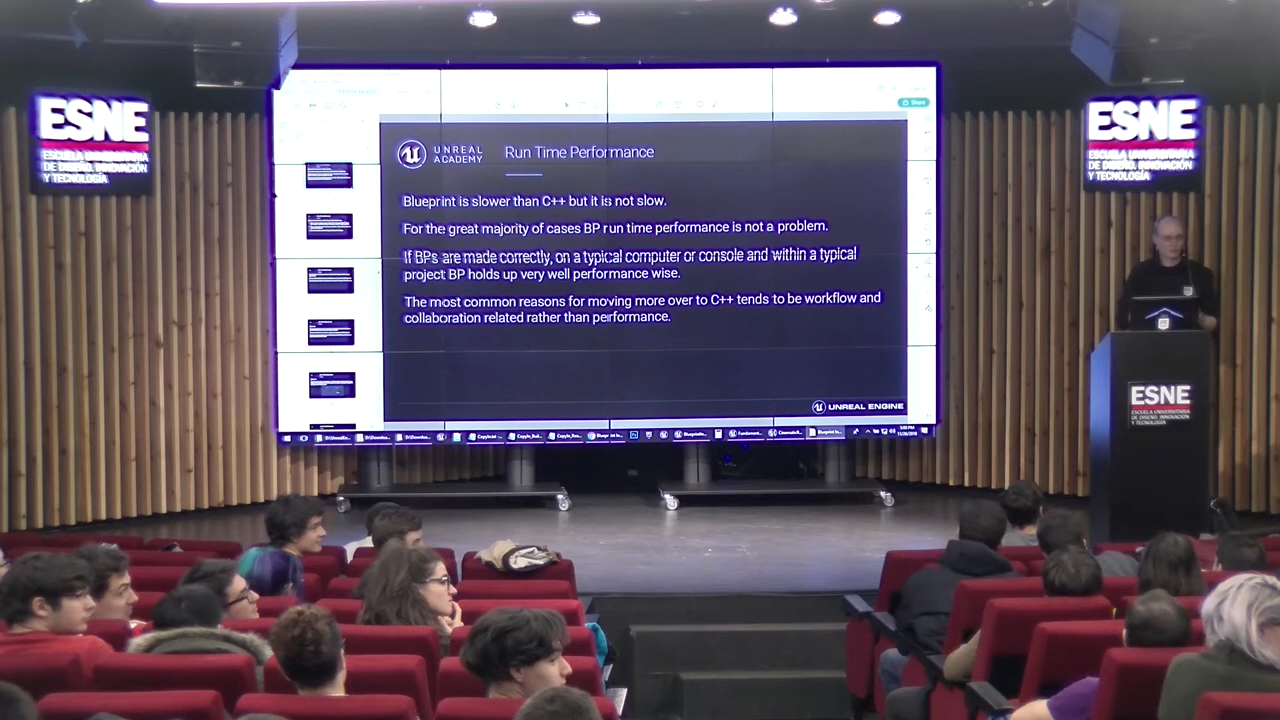 ESNE
ESCUELA UNIVERSITARIA
DE DISEÑO, INNOVACIÓN
Y TECNOLOGÍA
Share
UNREAL
ACADEMY
Run Time Performance
Blueprint is slower than C++ but it is not slow.
For the great majority of cases BP run time performance is not a problem.
If BPs are made correctly, on a typical computer or console and within a typical
project BP holds up very well performance wise.
The most common reasons for moving more over to C++ tends to be workflow and
collaboration related rather than performance.
UNREAL ENGINE
5:00 PM
ESNE
ESCUELA UNIVERSITARIA
DE DISEÑO, INNOVACIÓN
Y TECNOLOGÍA
ESNE
ESCUELA UNIVERSITARIA
DE DISEÑO, INNOVACIÓN
Y TECNOLOGÍA